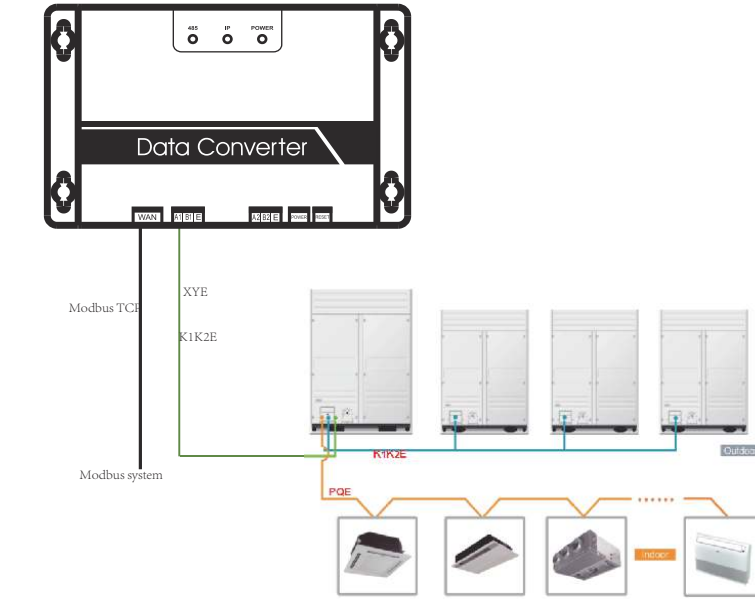 485 IP POWER
Data Converter
WAN A1 B1 E A2 B2 E POWER RESET
XYE
Modbus TCP
K1K2E
K1K2E
Outdoor
Modbus system
PQE
Indoor